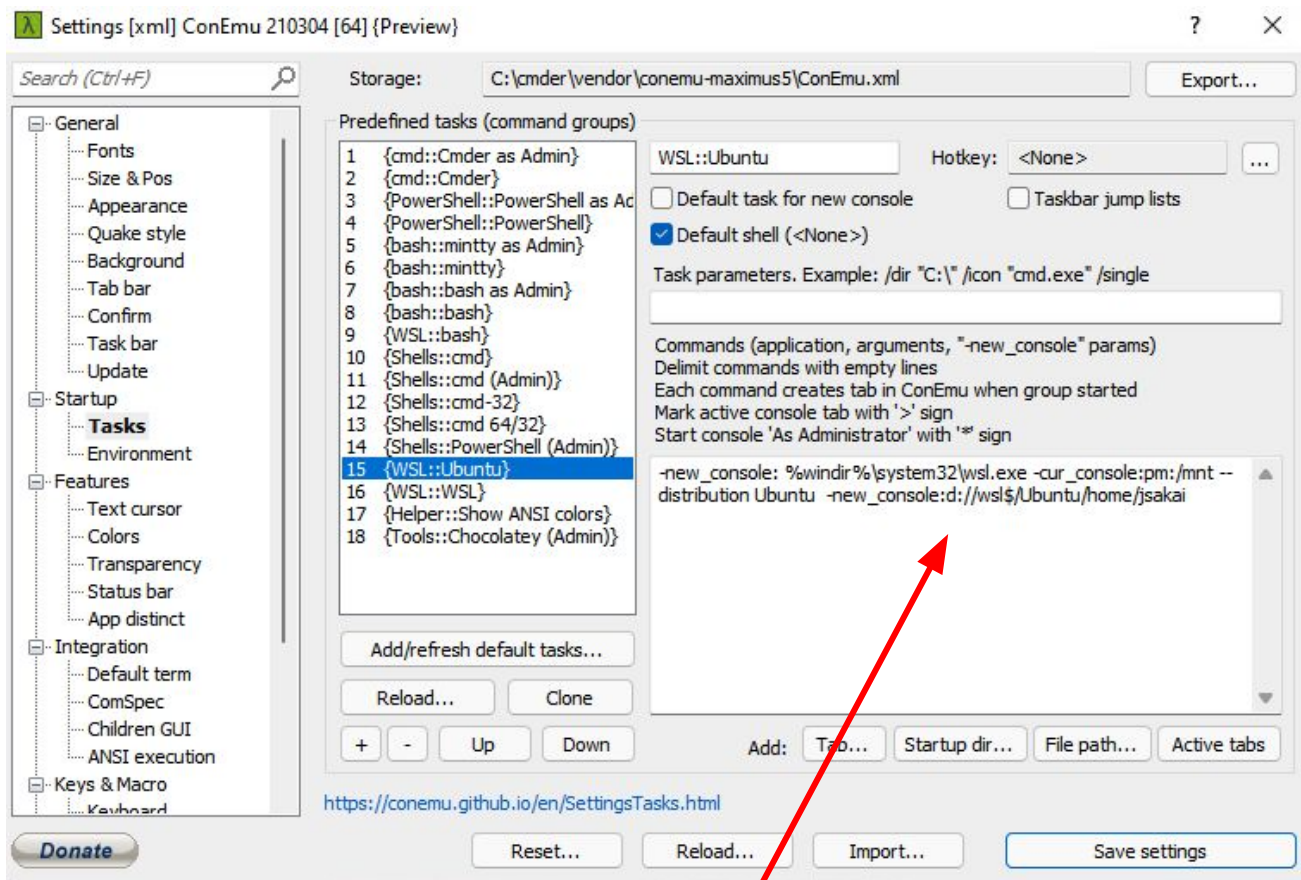 Settings [xml] ConEmu 210304 [64] {Preview}
?
Search (Ctrl+F)
Storage:
C:\cmder\vendor\conemu-maximus5\ConEmu.xml
Export...
General
Fonts
Size & Pos
Appearance
Quake style
Background
Tab bar
Confirm
Task bar
Update
Startup
Tasks
Environment
Features
Text cursor
Colors
Transparency
Status bar
App distinct
Integration
Default term
ComSpec
Children GUI
ANSI execution
Keys & Macro
Keyboard
Predefined tasks (command groups)
1 {cmd::Cmder as Admin}
2 {cmd::Cmder}
3 {PowerShell::PowerShell as Ad
4 {PowerShell::PowerShell}
5 {bash::mintty as Admin}
6 {bash::mintty}
7 {bash::bash as Admin}
8 {bash::bash}
9 {WSL::bash}
10 {Shells::cmd}
11 {Shells::cmd (Admin)}
12 {Shells::cmd-32}
13 {Shells::cmd 64/32}
14 {Shells::PowerShell (Admin)}
15 {WSL::Ubuntu}
16 {WSL::WSL}
17 {Helper::Show ANSI colors}
18 {Tools::Chocolatey (Admin)}
Add/refresh default tasks...
Reload...
Clone
+
-
Up
Down
WSL::Ubuntu
Hotkey:
<None>
...
Default task for new console
Taskbar jump lists
Default shell (<None>)
Task parameters. Example: /dir "C:\" /icon "cmd.exe" /single
Commands (application, arguments, "-new_console" params)
Delimit commands with empty lines
Each command creates tab in ConEmu when group started
Mark active console tab with '>' sign
Start console 'As Administrator' with '*' sign
-new_console: %windir%\system32\wsl.exe -cur_console:pm:/mnt --
distribution Ubuntu  -new_console:d://wsl$/Ubuntu/home/jsakai
Add:
Tab...
Startup dir...
File path...
Active tabs
https://conemu.github.io/en/SettingsTasks.html
Donate
Reset...
Reload...
Import...
Save settings